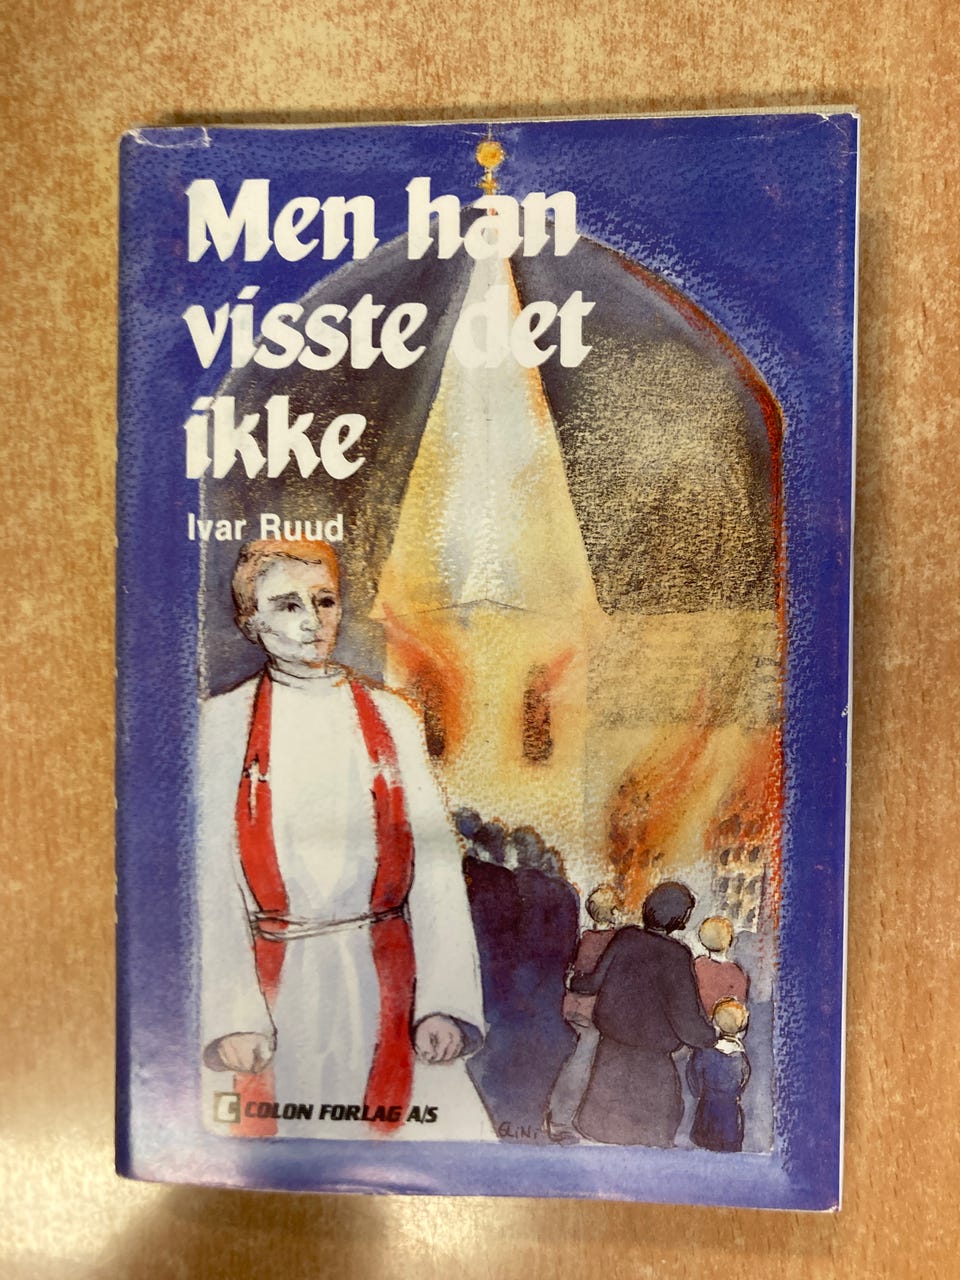 Men han
visste det
ikke
Ivar Ruud
C COLON FORLAG A/S